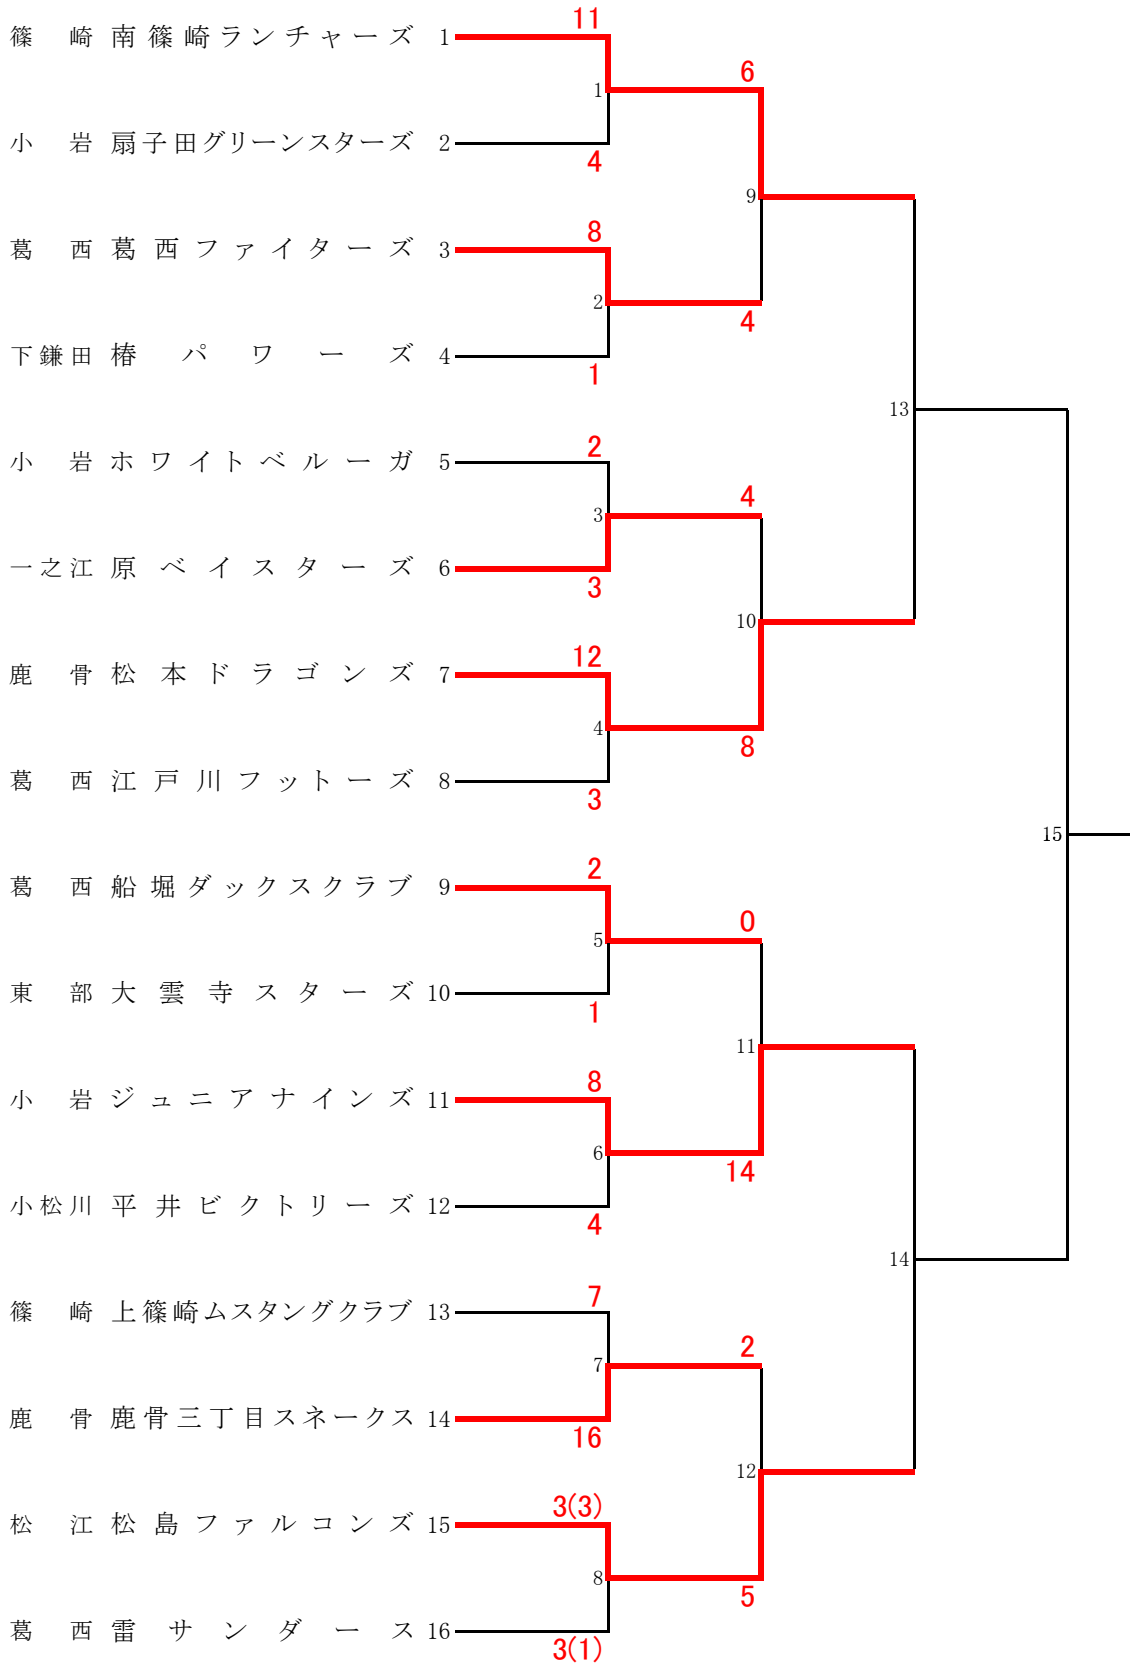 11
篠崎 南篠崎ランチャーズ 1
6
1
小岩 扇子田グリーンスターズ 2
4
9
8
葛西 葛西ファイターズ 3
2
4
下鎌田 椿パワーズ 4
1
13
2
小岩 ホワイトベルーガ 5
4
3
一之江 原ベイスターズ 6
3
10
12
鹿骨 松本ドラゴンズ 7
4
8
葛西 江戸川フットーズ 8
3
15
2
葛西 船堀ダックスクラブ 9
0
5
東部 大雲寺スターズ 10
1
11
8
小岩 ジュニアナインズ 11
6
14
小松川 平井ビクトリーズ 12
4
14
7
篠崎 上篠崎ムスタングクラブ 13
2
7
鹿骨 鹿骨三丁目スネークス 14
16
12
3(3)
松江 松島ファルコンズ 15
8
5
葛西 雷サンダース 16
3(1)